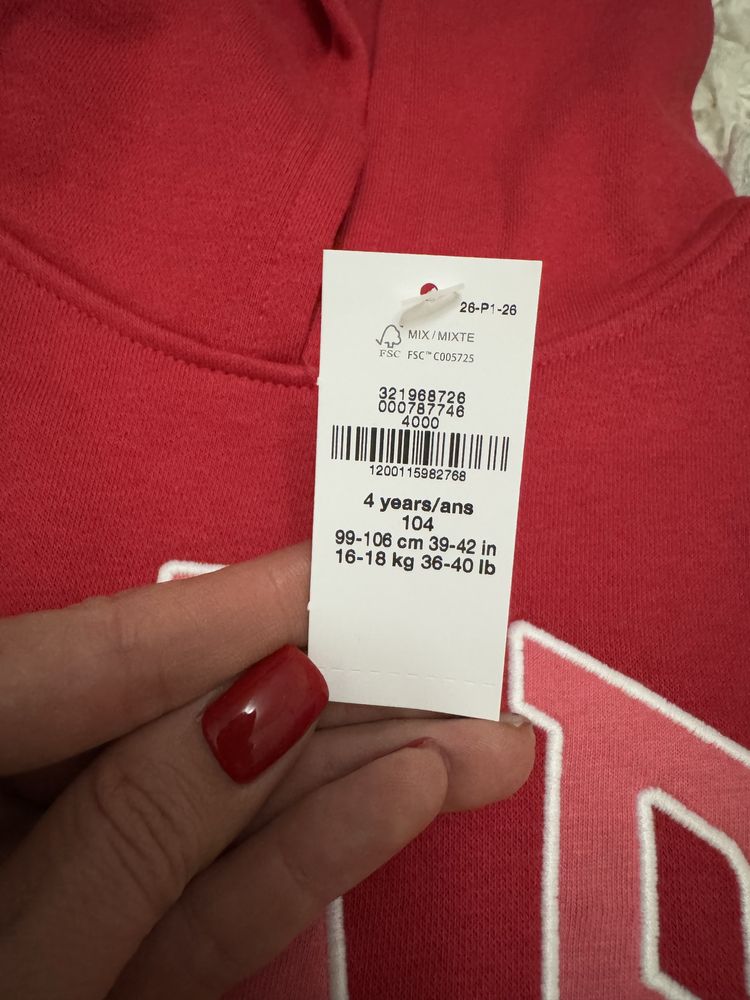 26-P1-26
MIX / MIXTE
FSC
FSC™ C005725
321968726
000787746
4000
1200115982768
4 years/ans
104
99-106 cm 39-42 in
16-18 kg 36-40 lb